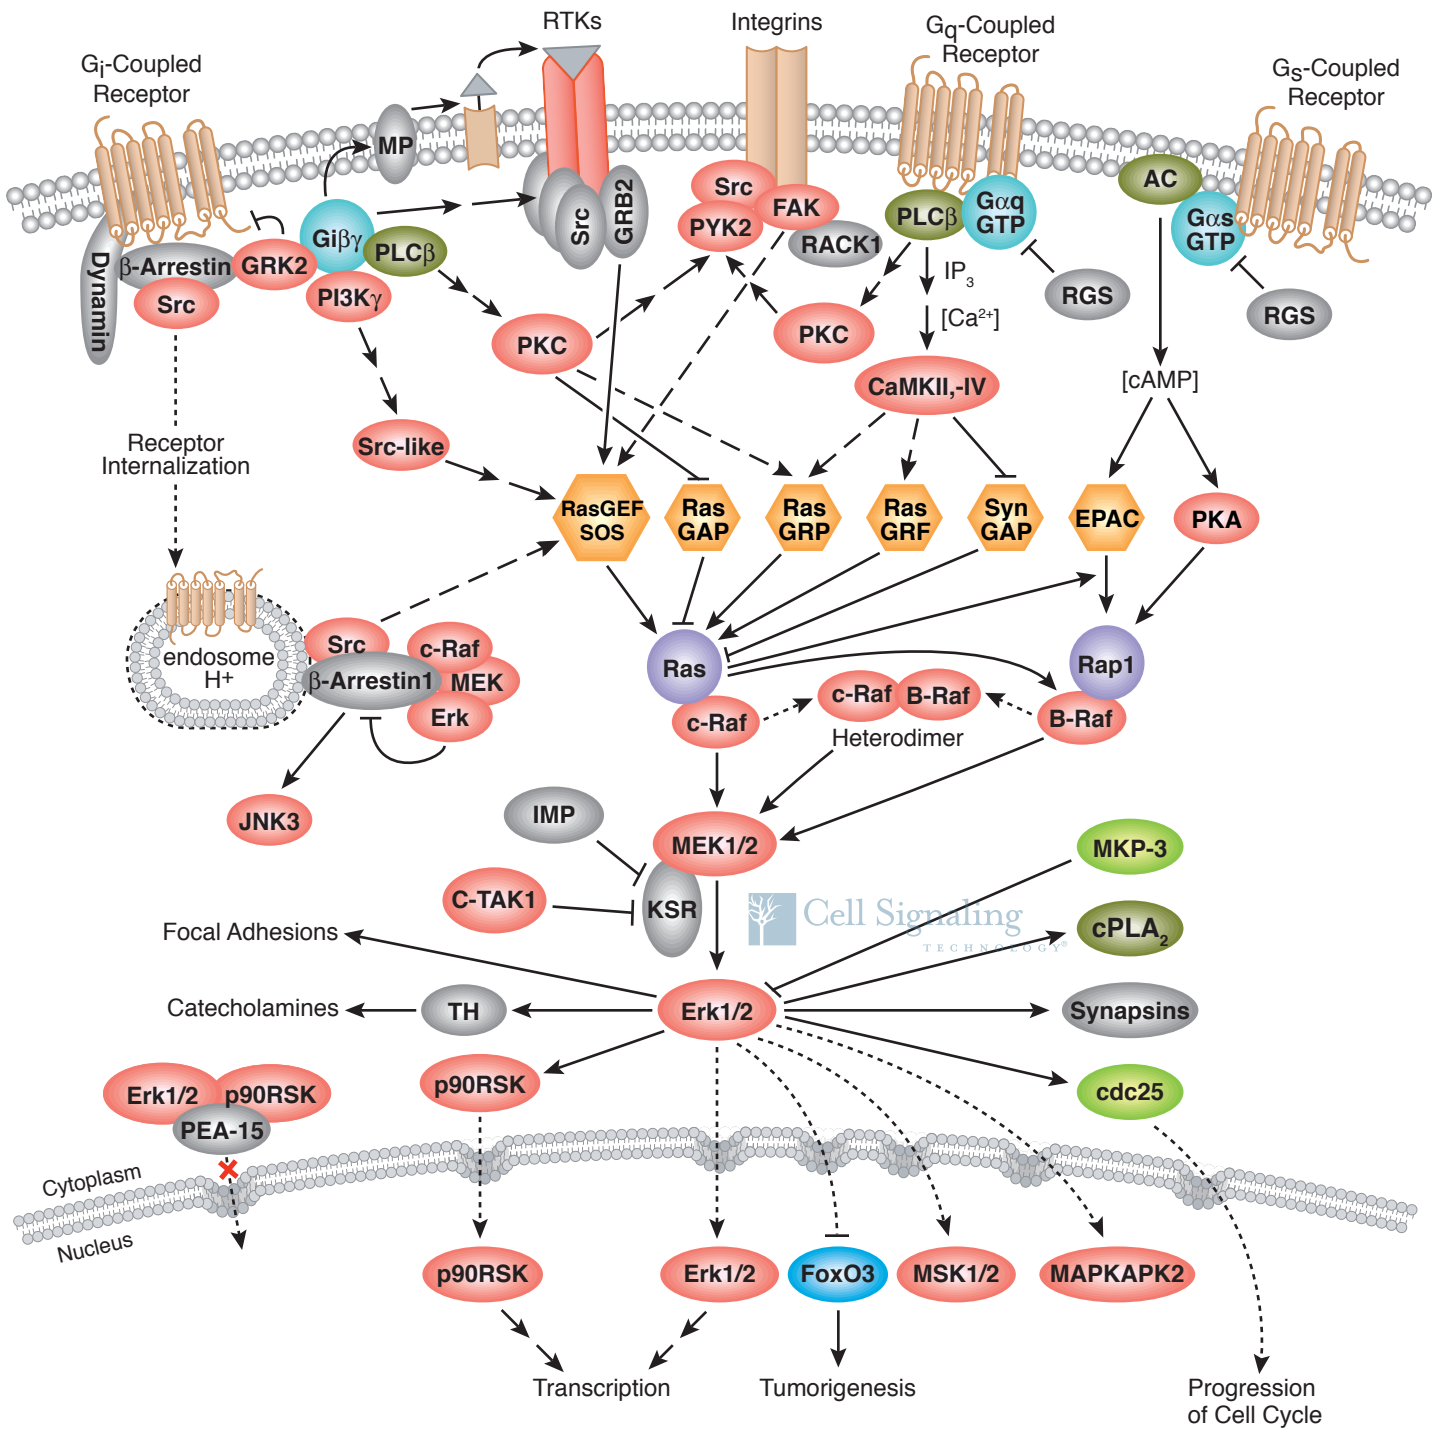 RTKs
Integrins
Gq-Coupled
Receptor
Gi-Coupled
Receptor
Gs-Coupled
Receptor
MP
AC
Src
FAK
PYK2
RACK1
PLCβ
Gαq
GTP
Gαs
GTP
Src
GRB2
Giβγ
PLCβ
β-Arrestin
GRK2
Dynamin
Src
PI3Kγ
IP3
RGS
RGS
[Ca2+]
PKC
PKC
[cAMP]
CaMKII,-IV
Receptor
Internalization
Src-like
RasGEF
SOS
Ras
GAP
Ras
GRP
Ras
GRF
Syn
GAP
EPAC
PKA
endosome
H+
Src
c-Raf
β-Arrestin1
MEK
Erk
Ras
Rap1
c-Raf
c-Raf
B-Raf
B-Raf
Heterodimer
JNK3
IMP
MEK1/2
MKP-3
C-TAK1
KSR
Cell Signaling
TECHNOLOGY®
cPLA2
Focal Adhesions
Catecholamines
TH
Erk1/2
Synapsins
Erk1/2
p90RSK
PEA-15
p90RSK
cdc25
Cytoplasm
Nucleus
p90RSK
Erk1/2
FoxO3
MSK1/2
MAPKAPK2
Transcription
Tumorigenesis
Progression
of Cell Cycle